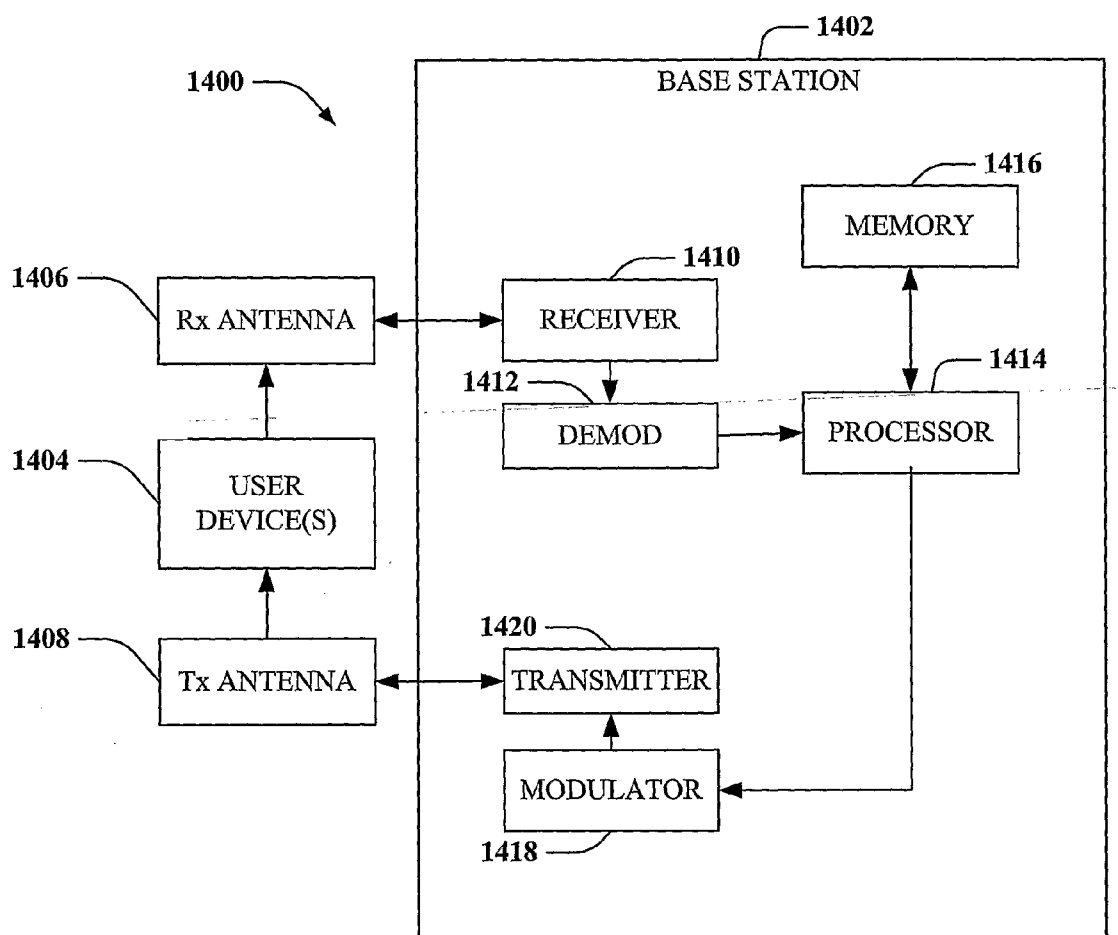 1402
1400
BASE STATION
1416
MEMORY
1406
1410
Rx ANTENNA
RECEIVER
1412
1414
DEMOD
PROCESSOR
1404
USER
DEVICE(S)
1408
1420
Tx ANTENNA
TRANSMITTER
MODULATOR
1418